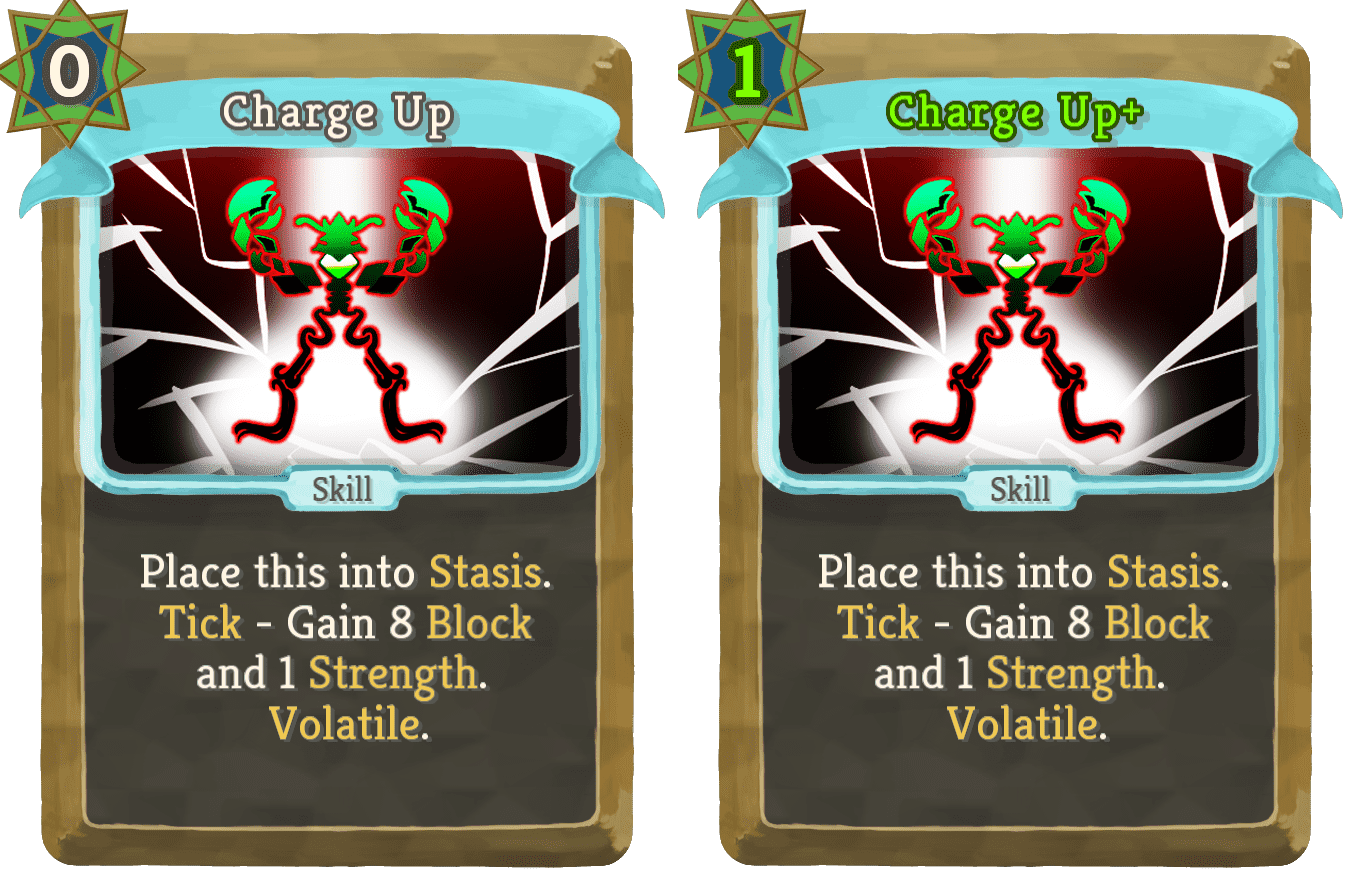 0
Charge Up
Skill
Place this into Stasis.
Tick - Gain 8 Block
and 1 Strength.
Volatile.
1
Charge Up+
Skill
Place this into Stasis.
Tick - Gain 8 Block
and 1 Strength.
Volatile.